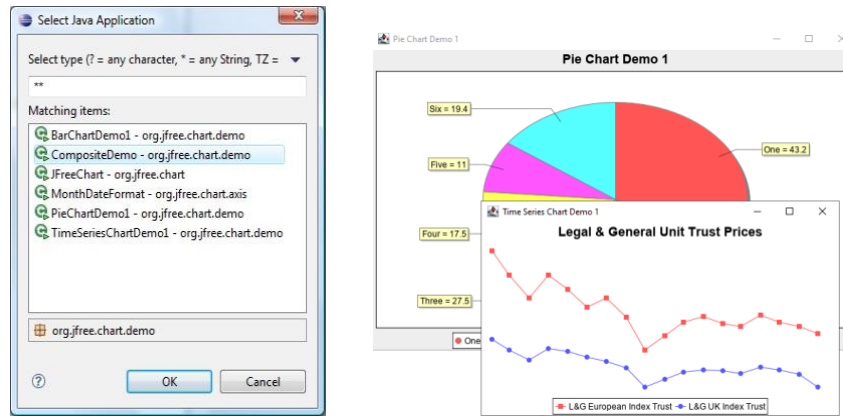 Select Java Application
Select type (? = any character, * = any String, TZ =
**
Matching items:
BarChartDemo1 - org.jfree.chart.demo
CompositeDemo - org.jfree.chart.demo
JFreeChart - org.jfree.chart
MonthDateFormat - org.jfree.chart.axis
PieChartDemo1 - org.jfree.chart.demo
TimeSeriesChartDemo1 - org.jfree.chart.demo
org.jfree.chart.demo
?
OK Cancel
Pie Chart Demo 1
Pie Chart Demo 1
Six = 19.4
One = 43.2
Five = 11
Four = 17.5
Three = 27.5
One
Time Series Chart Demo 1
Legal & General Unit Trust Prices
L&G European Index Trust L&G UK Index Trust